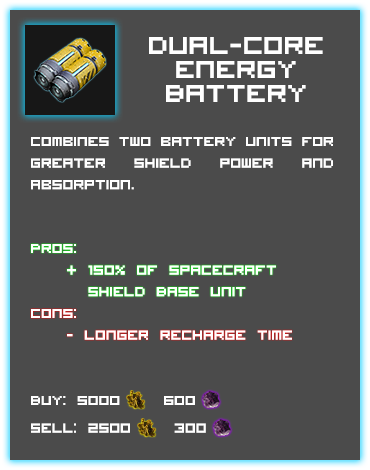 DUAL-CORE
ENERGY
BATTERY
COMBINES TWO BATTERY UNITS FOR
GREATER SHIELD POWER AND
ABSORPTION.
PROS:
+ 150% OF SPACECRAFT
SHIELD BASE UNIT
CONS:
- LONGER RECHARGE TIME
BUY: 5000 600
SELL: 2500 300